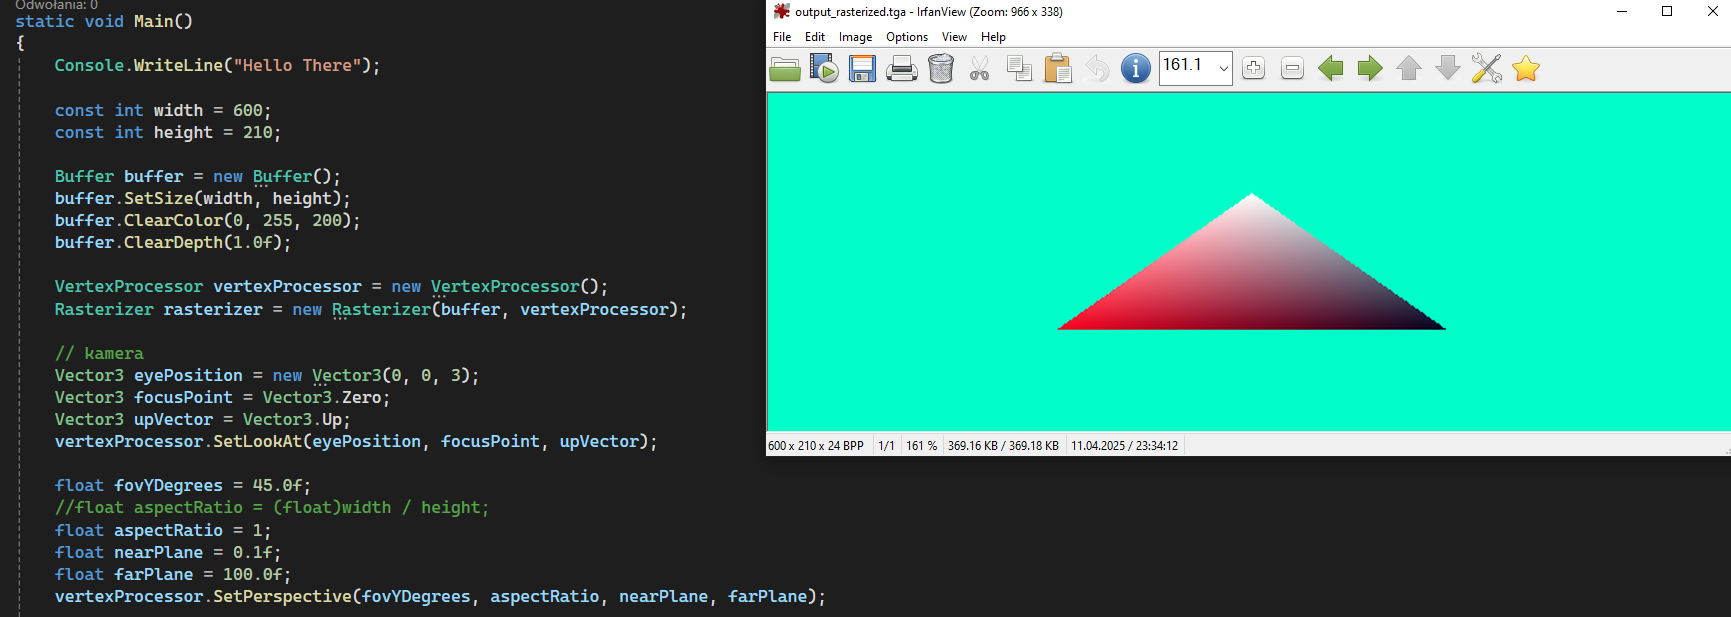 Odwołania: 0
static void Main()
{
Console.WriteLine("Hello There");
const int width = 600;
const int height = 210;
Buffer buffer = new Buffer();
buffer.SetSize(width, height);
buffer.ClearColor(0, 255, 200);
buffer.ClearDepth(1.0f);
VertexProcessor vertexProcessor = new VertexProcessor();
Rasterizer rasterizer = new Rasterizer(buffer, vertexProcessor);
// kamera
Vector3 eyePosition = new Vector3(0, 0, 3);
Vector3 focusPoint = Vector3.Zero;
Vector3 upVector = Vector3.Up;
vertexProcessor.SetLookAt(eyePosition, focusPoint, upVector);
float fovYDegrees = 45.0f;
//float aspectRatio = (float)width / height;
float aspectRatio = 1;
float nearPlane = 0.1f;
float farPlane = 100.0f;
vertexProcessor.SetPerspective(fovYDegrees, aspectRatio, nearPlane, farPlane);
output_rasterized.tga - IrfanView (Zoom: 966 x 338)
File Edit Image Options View Help
161.1
600 x 210 x 24 BPP 1/1 161 % 369.16 KB / 369.18 KB 11.04.2025 / 23:34:12